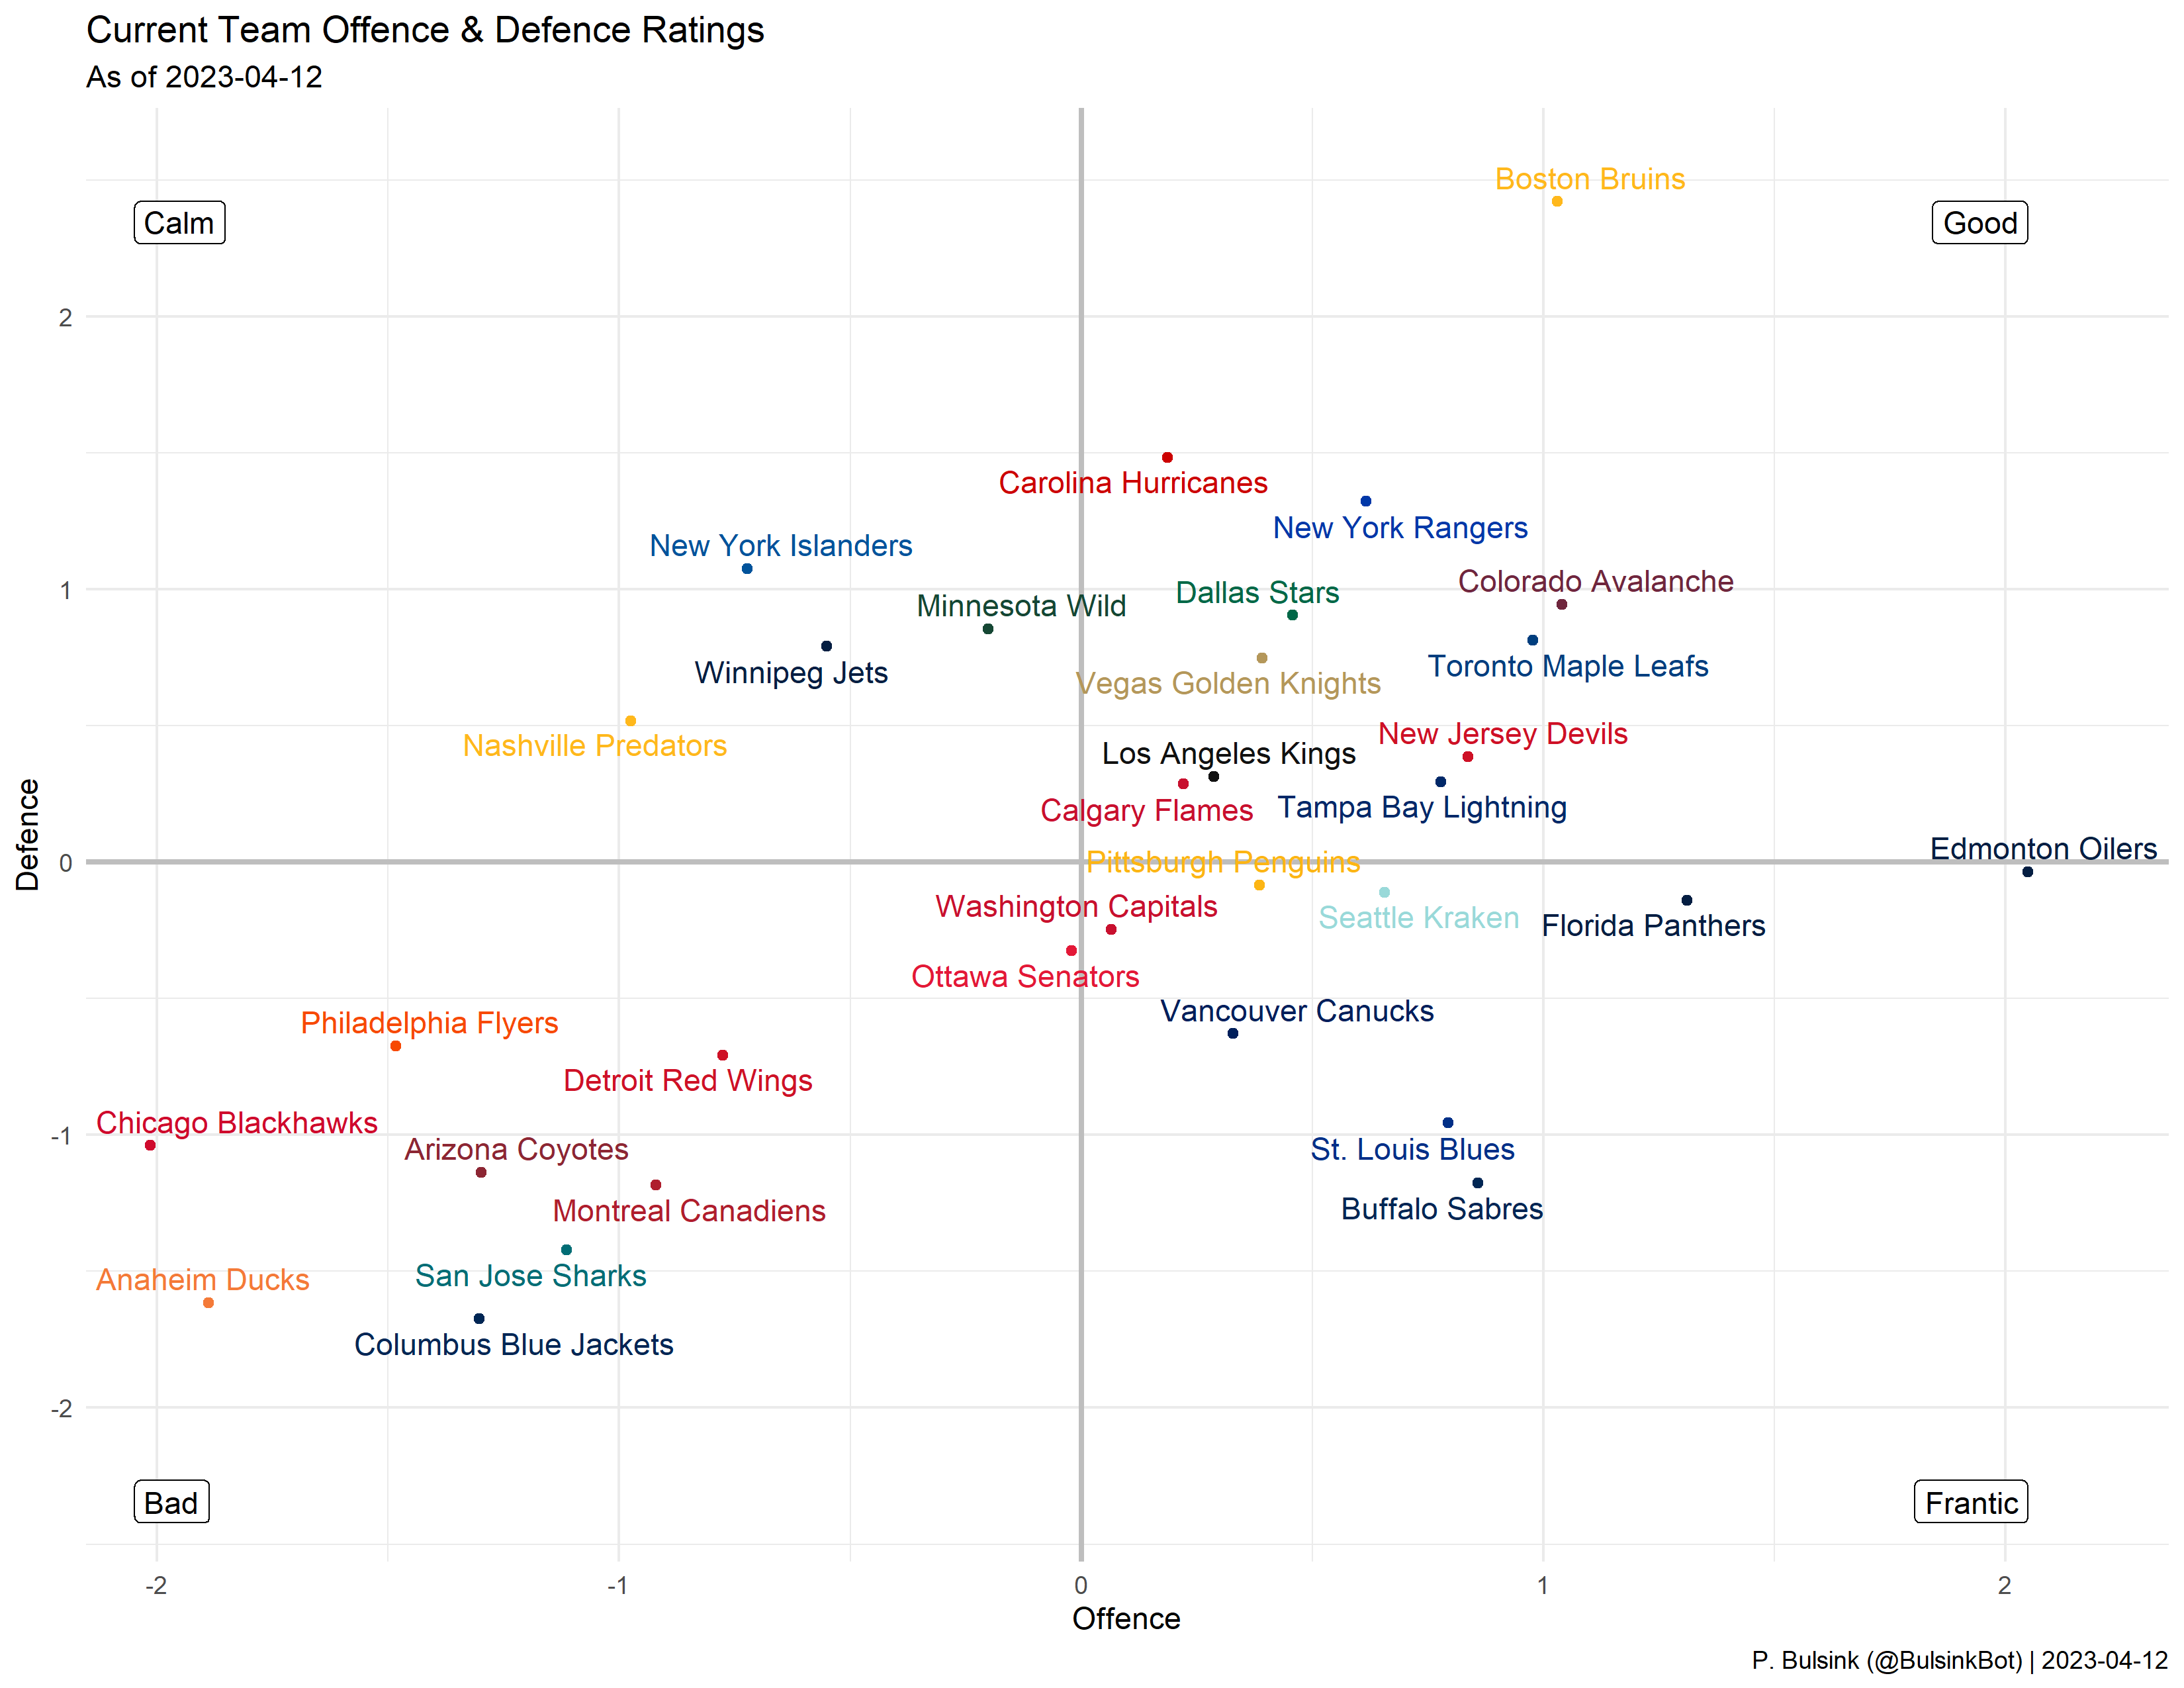 Current Team Offence & Defence Ratings
As of 2023-04-12
Boston Bruins
Calm
Good
2
Carolina Hurricanes
New York Rangers
New York Islanders
Colorado Avalanche
1
Dallas Stars
Minnesota Wild
Toronto Maple Leafs
Winnipeg Jets
Vegas Golden Knights
New Jersey Devils
Nashville Predators
Los Angeles Kings
Tampa Bay Lightning
Calgary Flames
Defence
Edmonton Oilers
0
Pittsburgh Penguins
Washington Capitals
Seattle Kraken
Florida Panthers
Ottawa Senators
Vancouver Canucks
Philadelphia Flyers
Detroit Red Wings
Chicago Blackhawks
-1
Arizona Coyotes
St. Louis Blues
Montreal Canadiens
Buffalo Sabres
San Jose Sharks
Anaheim Ducks
Columbus Blue Jackets
-2
Bad
Frantic
-2 -1 0 1 2
Offence
P. Bulsink (@BulsinkBot) | 2023-04-12